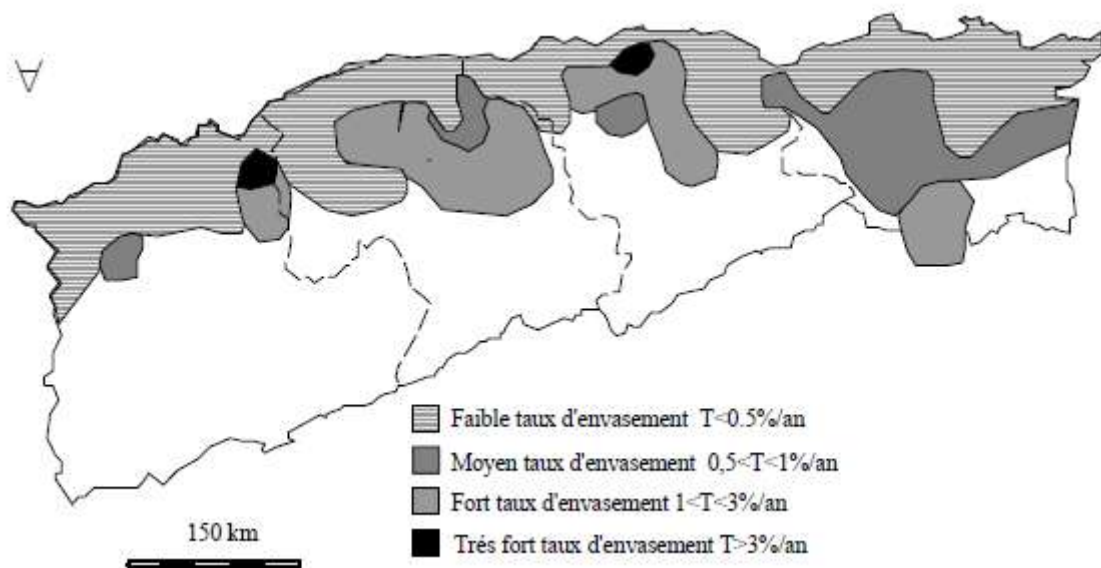 Faible taux d'envasement T<0.5%/an
Moyen taux d'envasement 0,5<T<1%/an
Fort taux d'envasement 1<T<3%/an
150 km
Trés fort taux d'envasement T>3%/an